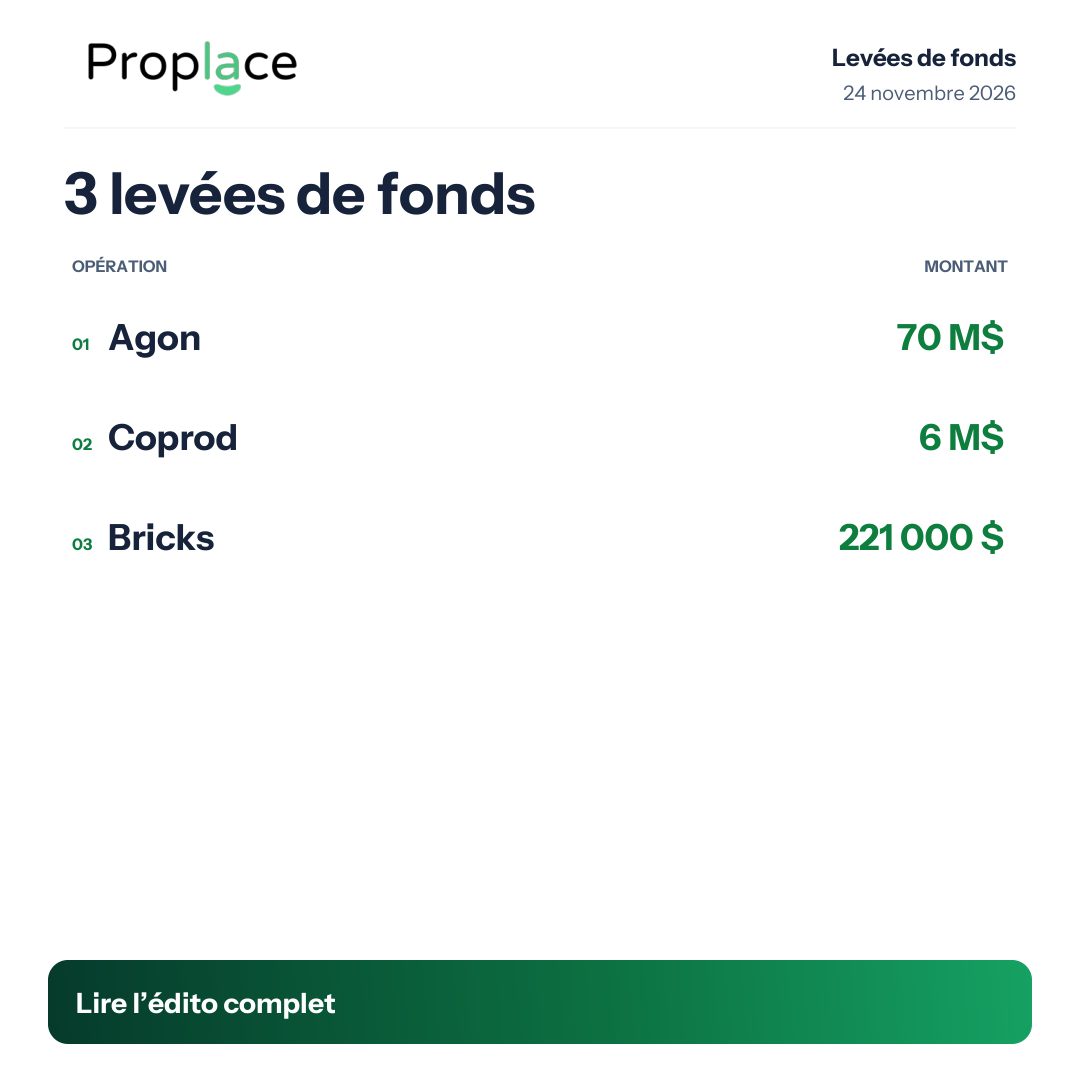 Proplace
Levées de fonds
24 novembre 2026
3 levées de fonds
OPÉRATION MONTANT
01 Agon 70 M$
02 Coprod 6 M$
03 Bricks 221 000 $
Lire l’édito complet